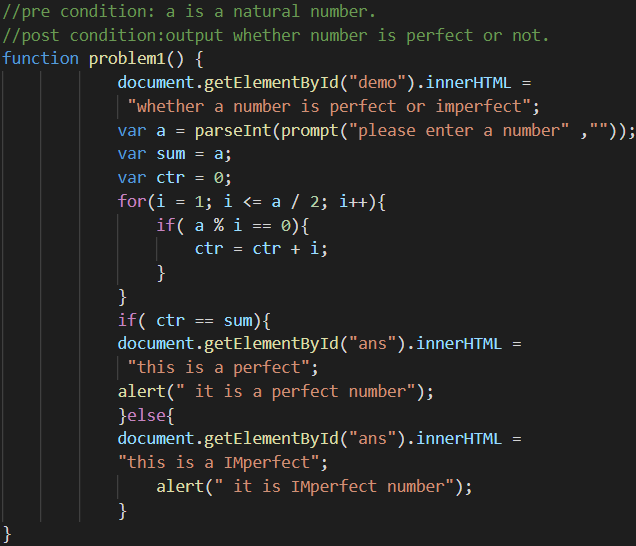 //pre condition: a is a natural number.
//post condition:output whether number is perfect or not.
function problem1() {
document.getElementById("demo").innerHTML =
"whether a number is perfect or imperfect";
var a = parseInt(prompt("please enter a number" ,""));
var sum = a;
var ctr = 0;
for(i = 1; i <= a / 2; i++){
if( a % i == 0){
ctr = ctr + i;
}
}
if( ctr == sum){
document.getElementById("ans").innerHTML =
"this is a perfect";
alert(" it is a perfect number");
}else{
document.getElementById("ans").innerHTML =
"this is a IMperfect";
alert(" it is IMperfect number");
}
}